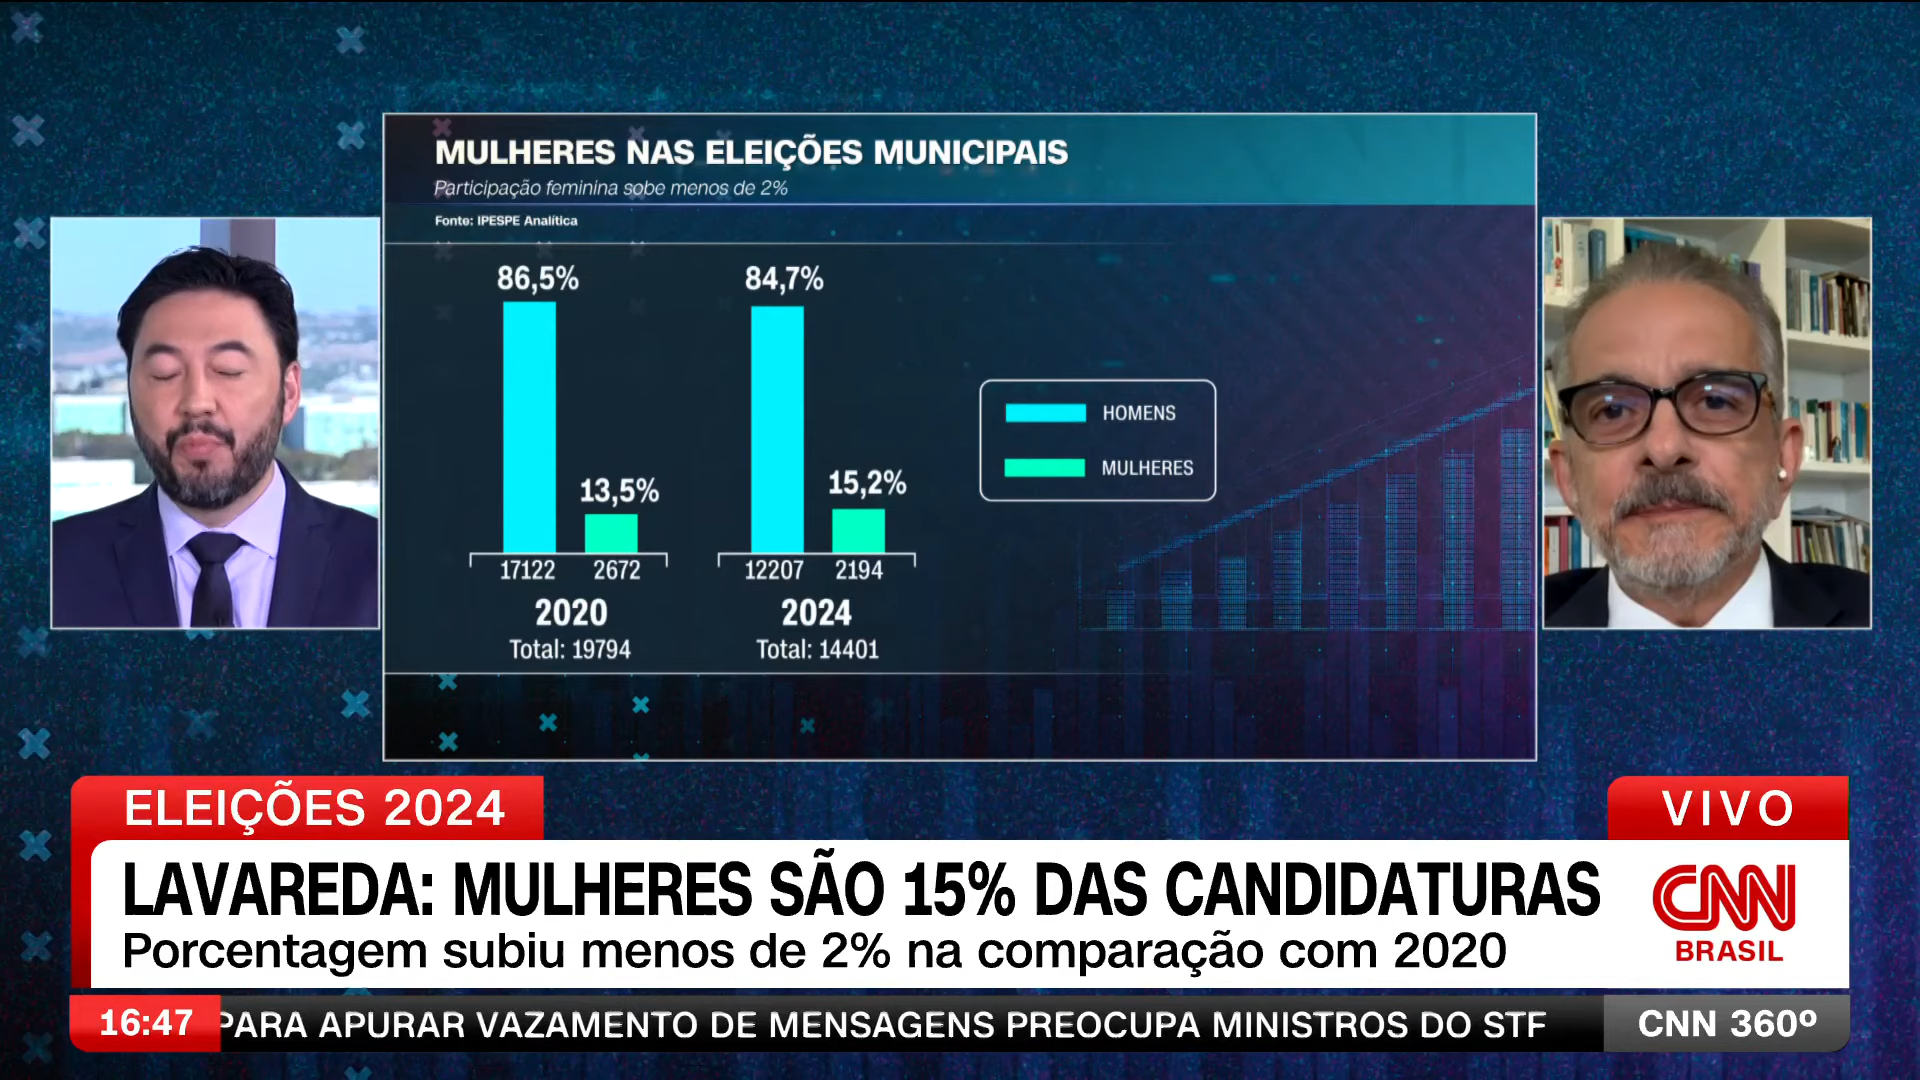 MULHERES NAS ELEIÇÕES MUNICIPAIS
Participação feminina sobe menos de 2%
Fonte: IPESPE Analítica
86,5%
13,5%
17122 2672
2020
Total: 19794
84,7%
15,2%
12207 2194
2024
Total: 14401
HOMENS
MULHERES
ELEIÇÕES 2024
VIVO
LAVAREDA: MULHERES SÃO 15% DAS CANDIDATURAS
Porcentagem subiu menos de 2% na comparação com 2020
CNN
BRASIL
16:47
PARA APURAR VAZAMENTO DE MENSAGENS PREOCUPA MINISTROS DO STF
CNN 360º